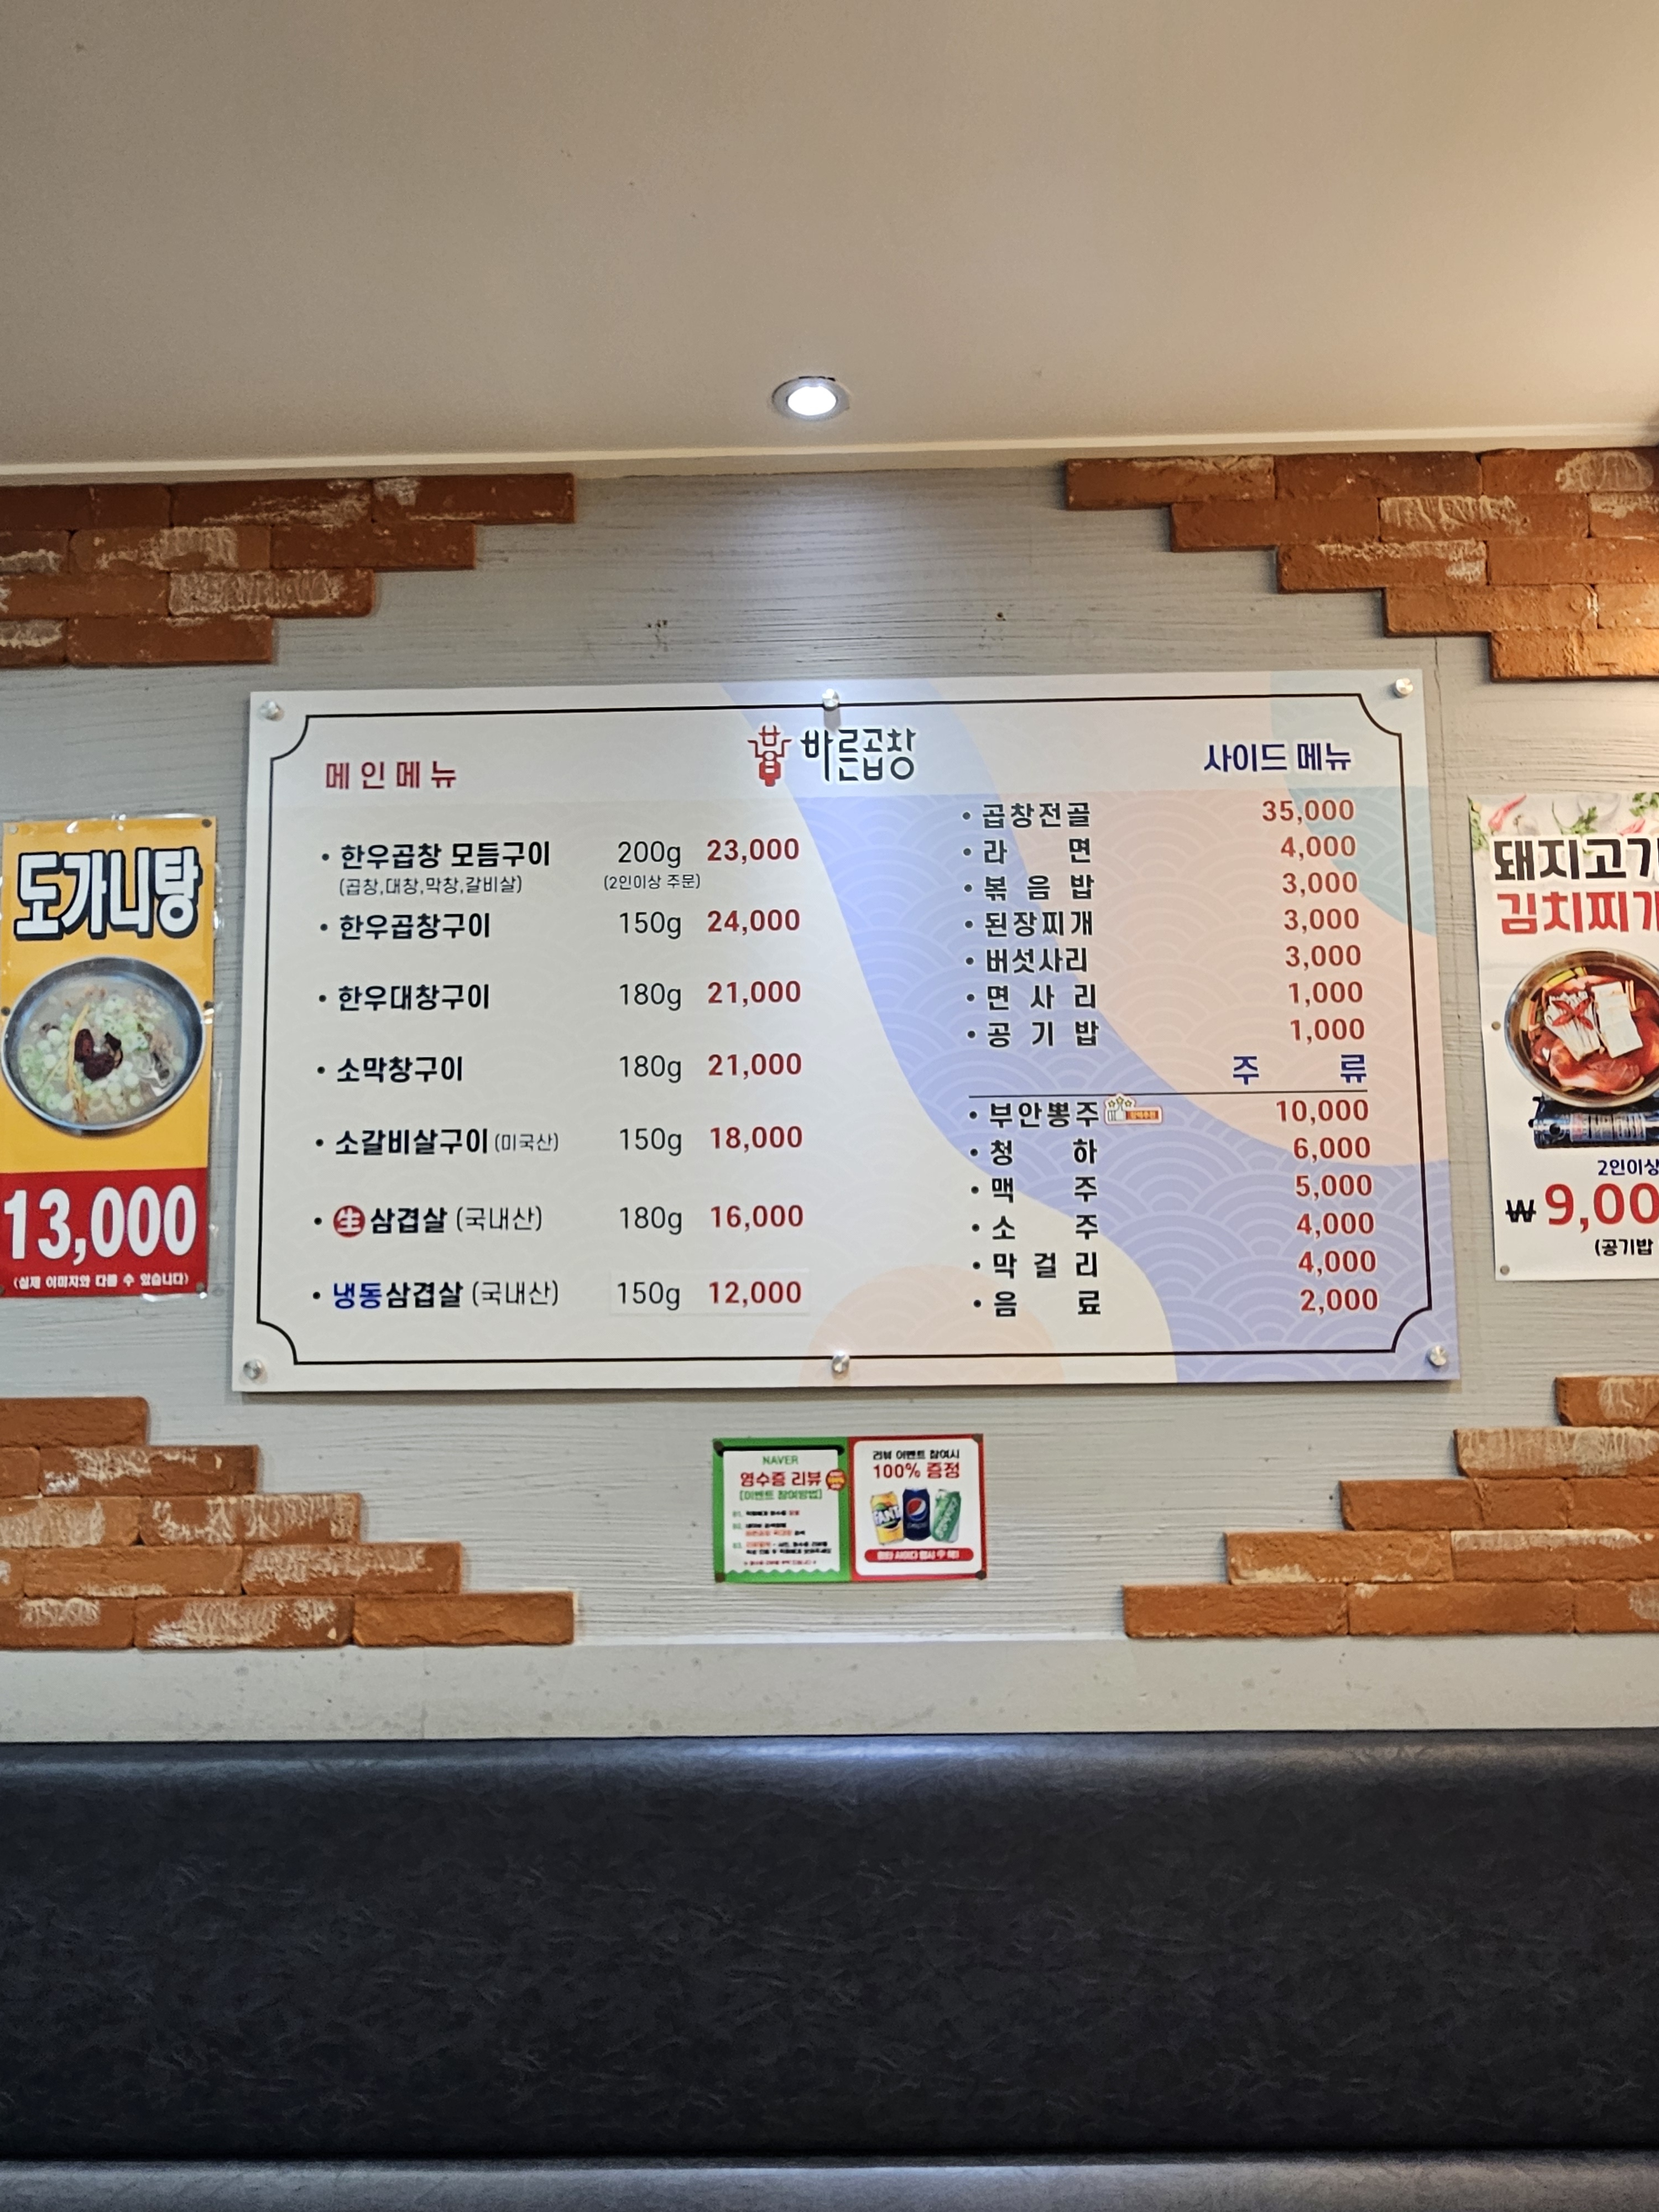 바른곱창
메인메뉴
• 한우곱창 모듬구이 200g 23,000
(곱창,대창,막창,갈비살) (2인이상 주문)
• 한우곱창구이 150g 24,000
• 한우대창구이 180g 21,000
• 소막창구이 180g 21,000
• 소갈비살구이 (미국산) 150g 18,000
• 生 삼겹살 (국내산) 180g 16,000
• 냉동삼겹살 (국내산) 150g 12,000
사이드 메뉴
• 곱창전골 35,000
• 라 면 4,000
• 볶 음 밥 3,000
• 된장찌개 3,000
• 버섯사리 3,000
• 면 사 리 1,000
• 공 기 밥 1,000
주 류
• 부안뽕주 10,000
• 청 하 6,000
• 맥 주 5,000
• 소 주 4,000
• 막 걸 리 4,000
• 음 료 2,000
도가니탕
13,000
(실제 이미지와 다를 수 있습니다)
돼지고기
김치찌개
2인이상
₩ 9,00
(공기밥
NAVER
영수증 리뷰
[이벤트 참여방법]
리뷰 이벤트 참여시
100% 증정